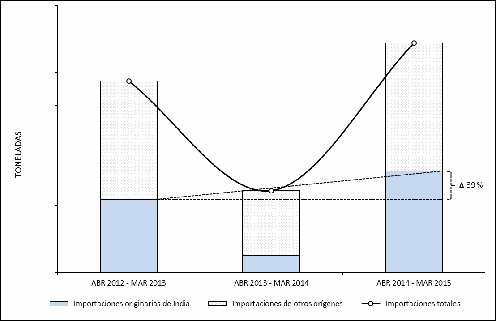 TONELADAS
Δ 39 %
ABR 2012 - MAR 2013
ABR 2013 - MAR 2014
ABR 2014 - MAR 2015
Importaciones originarias de India
Importaciones de otros orígenes
Importaciones totales